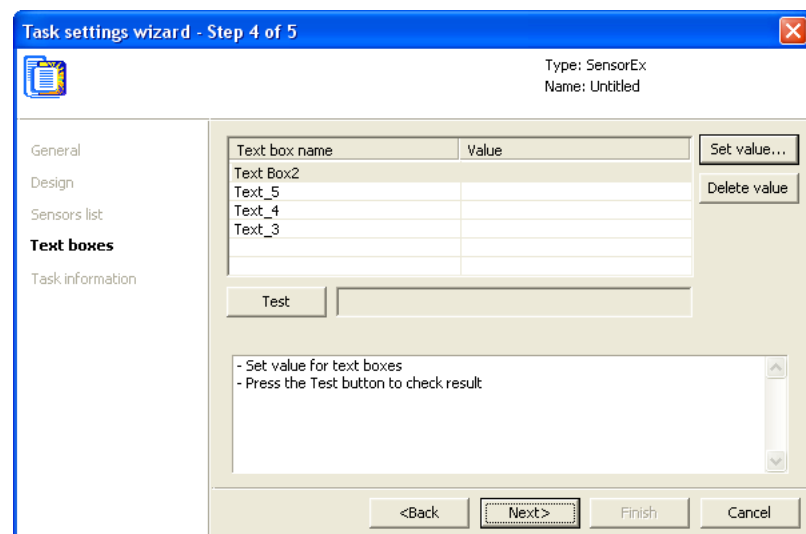 Task settings wizard - Step 4 of 5
Type: SensorEx
Name: Untitled
General
Design
Sensors list
Text boxes
Task information
Text box name Value
Text Box2
Text_5
Text_4
Text_3
Set value...
Delete value
Test
- Set value for text boxes
- Press the Test button to check result
<Back Next> Finish Cancel